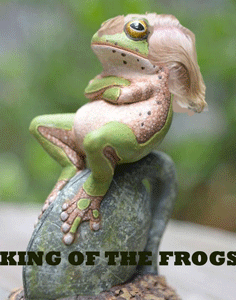 KING OF THE FROGS